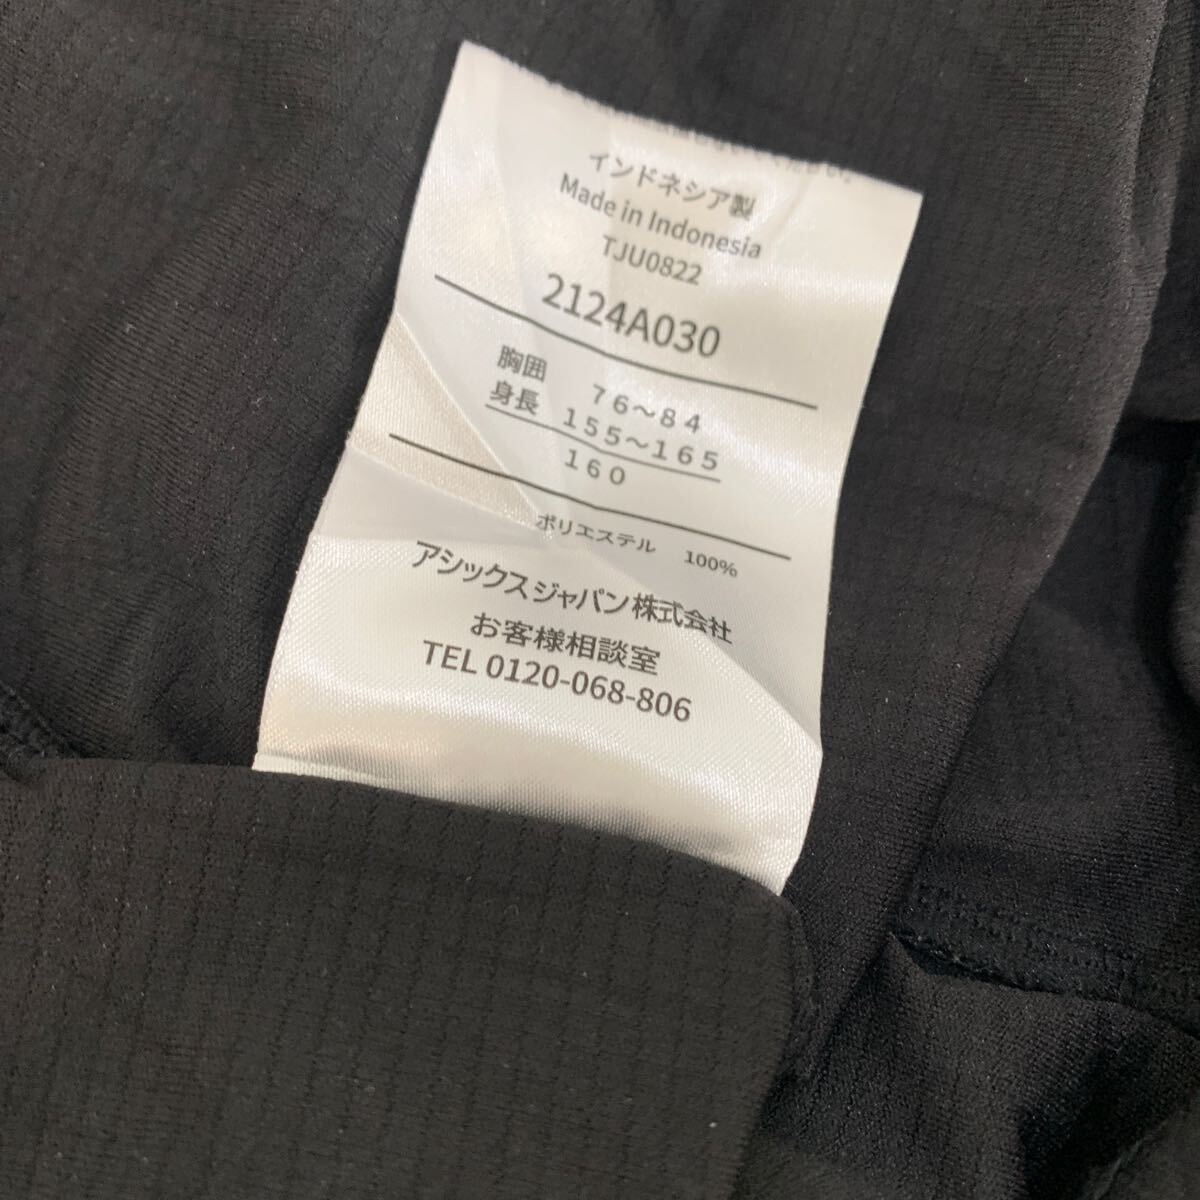 インドネシア製
Made in Indonesia
TJU0822
2124A030
胸囲 76～84
身長 155～165
160
ポリエステル 100%
アシックスジャパン株式会社
お客様相談室
TEL 0120-068-806